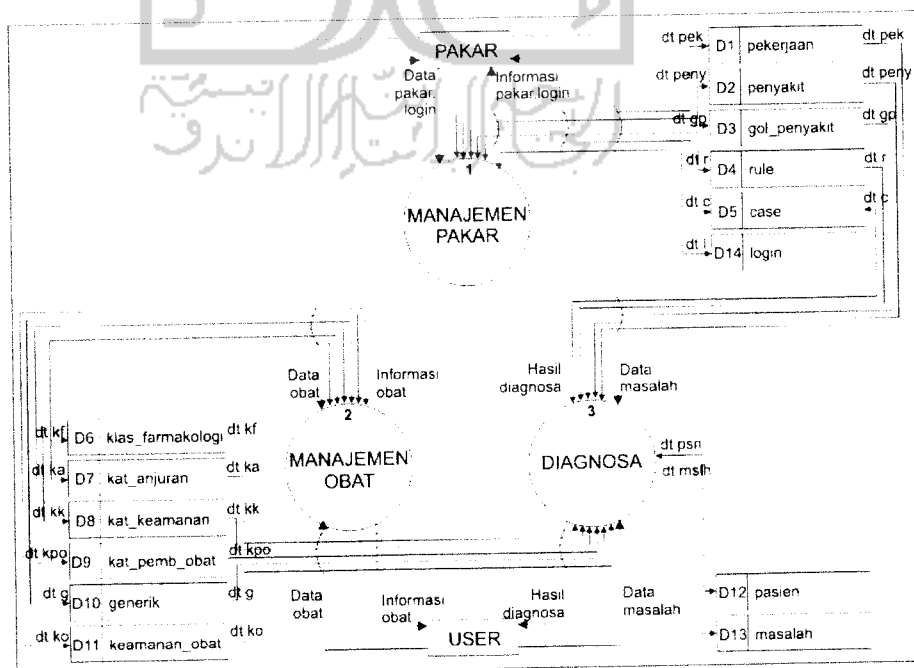 PAKAR
Data
pakar.
login
Informasi
pakar.login
dt pek
D1 pekerjaan
dt pek
dt peny
D2 penyakit
dt peny
dt gp
D3 gol_penyakit
dt gp
dt r
D4 rule
dt r
dt c
D5 case
dt c
dt l
D14 login
1
MANAJEMEN
PAKAR
Data
obat
Informasi
obat
Hasil
diagnosa
Data
masalah
2
MANAJEMEN
OBAT
3
DIAGNOSA
dt psn
dt mslh
dt kf
D6 klas_farmakologi
dt kf
dt ka
D7 kat_anjuran
dt ka
dt kk
D8 kat_keamanan
dt kk
dt kpo
D9 kat_pemb_obat
dt kpo
dt g
D10 generik
dt g
dt ko
D11 keamanan_obat
dt ko
Data
obat
Informasi
obat
Hasil
diagnosa
Data
masalah
USER
D12 pasien
D13 masalah